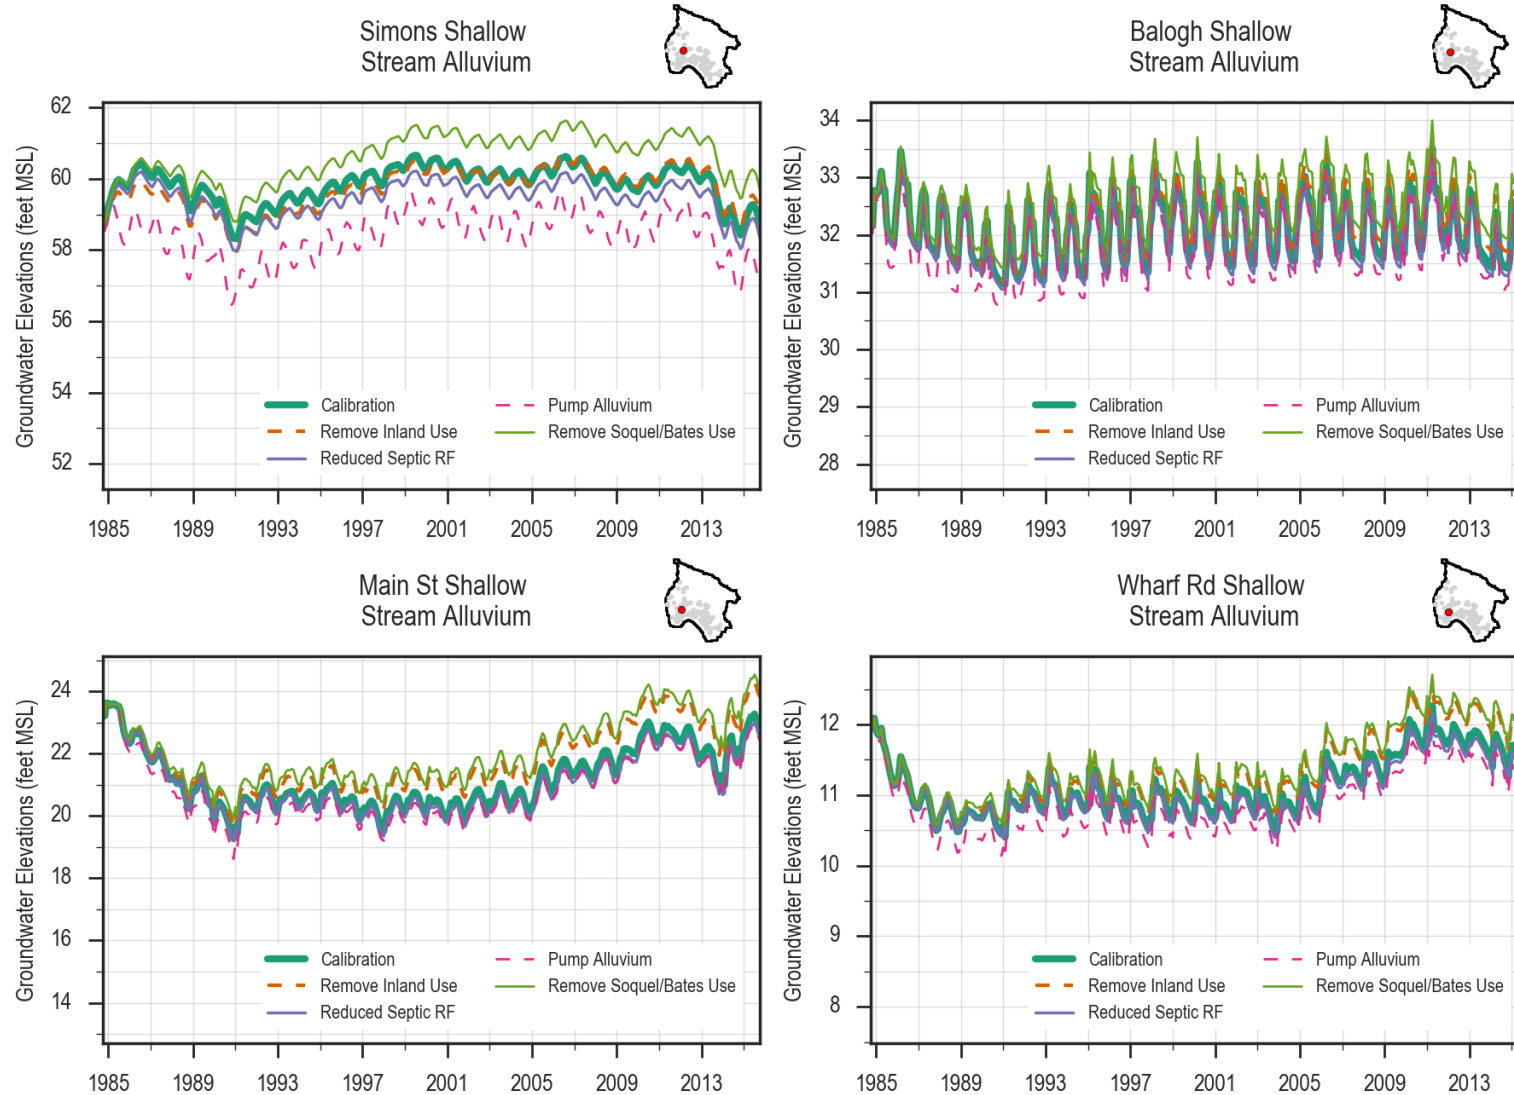 Simons Shallow
Stream Alluvium
Groundwater Elevations (feet MSL)
62
60
58
56
54
52
Calibration
Remove Inland Use
Reduced Septic RF
Pump Alluvium
Remove Soquel/Bates Use
1985 1989 1993 1997 2001 2005 2009 2013
Balogh Shallow
Stream Alluvium
Groundwater Elevations (feet MSL)
34
33
32
31
30
29
28
Calibration
Remove Inland Use
Reduced Septic RF
Pump Alluvium
Remove Soquel/Bates Use
1985 1989 1993 1997 2001 2005 2009 2013
Main St Shallow
Stream Alluvium
Groundwater Elevations (feet MSL)
24
22
20
18
16
14
Calibration
Remove Inland Use
Reduced Septic RF
Pump Alluvium
Remove Soquel/Bates Use
1985 1989 1993 1997 2001 2005 2009 2013
Wharf Rd Shallow
Stream Alluvium
Groundwater Elevations (feet MSL)
12
11
10
9
8
Calibration
Remove Inland Use
Reduced Septic RF
Pump Alluvium
Remove Soquel/Bates Use
1985 1989 1993 1997 2001 2005 2009 2013